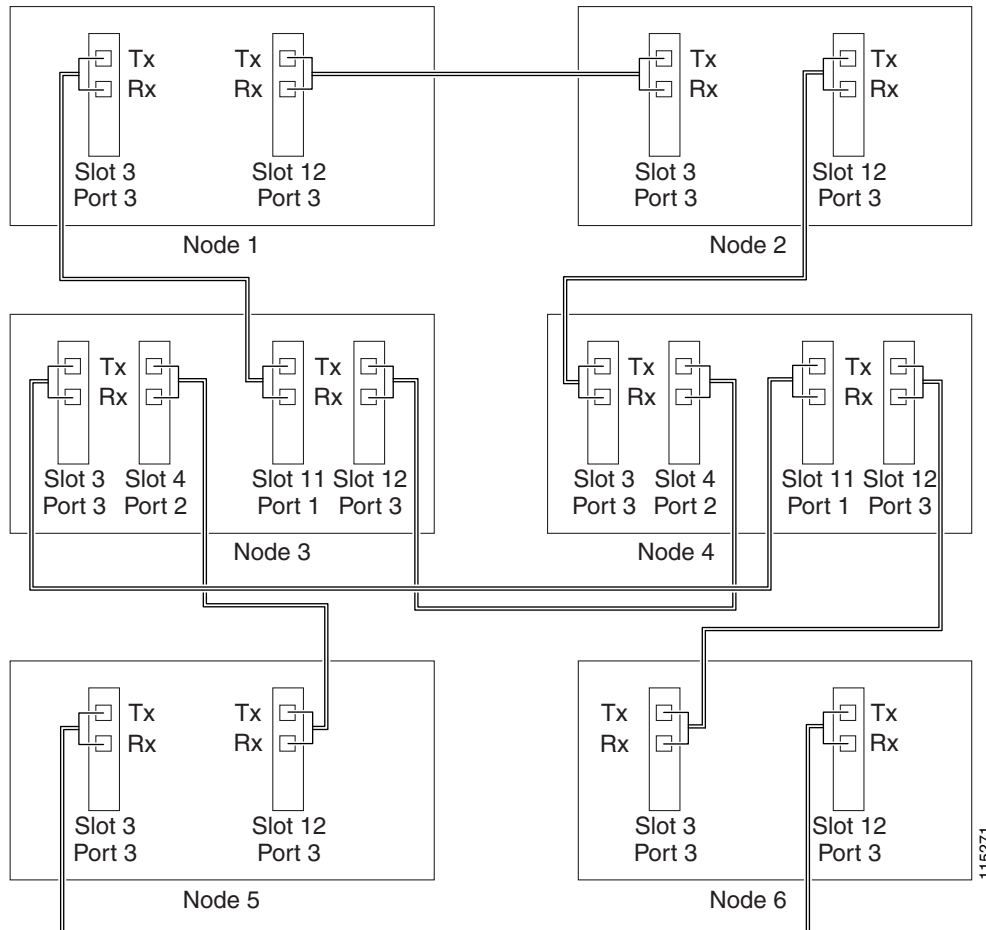 Tx Tx Tx Tx
Rx Rx Rx Rx
Slot 3 Slot 12 Slot 3 Slot 12
Port 3 Port 3 Port 3 Port 3
Node 1 Node 2
Tx Tx Tx Tx
Rx Rx Rx Rx
Slot 3 Slot 4 Slot 11 Slot 12 Slot 3 Slot 4 Slot 11 Slot 12
Port 3 Port 2 Port 1 Port 3 Port 3 Port 2 Port 1 Port 3
Node 3 Node 4
Tx Tx Tx Tx
Rx Rx Rx Rx
Slot 3 Slot 12 Slot 3 Slot 12
Port 3 Port 3 Port 3 Port 3
115271
Node 5 Node 6